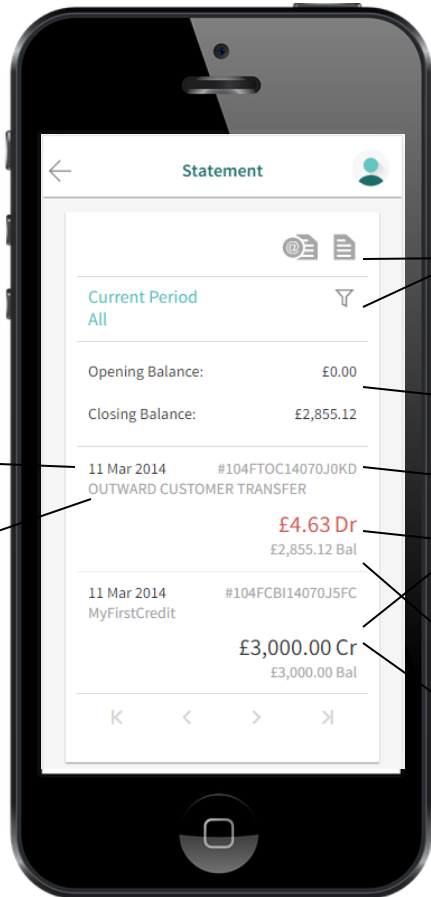 Statement
@
Current Period
All
Opening Balance: £0.00
Closing Balance: £2,855.12
11 Mar 2014 #104FTOC14070J0KD
OUTWARD CUSTOMER TRANSFER
£4.63 Dr
£2,855.12 Bal
11 Mar 2014 #104FCBI14070J5FC
MyFirstCredit
£3,000.00 Cr
£3,000.00 Bal